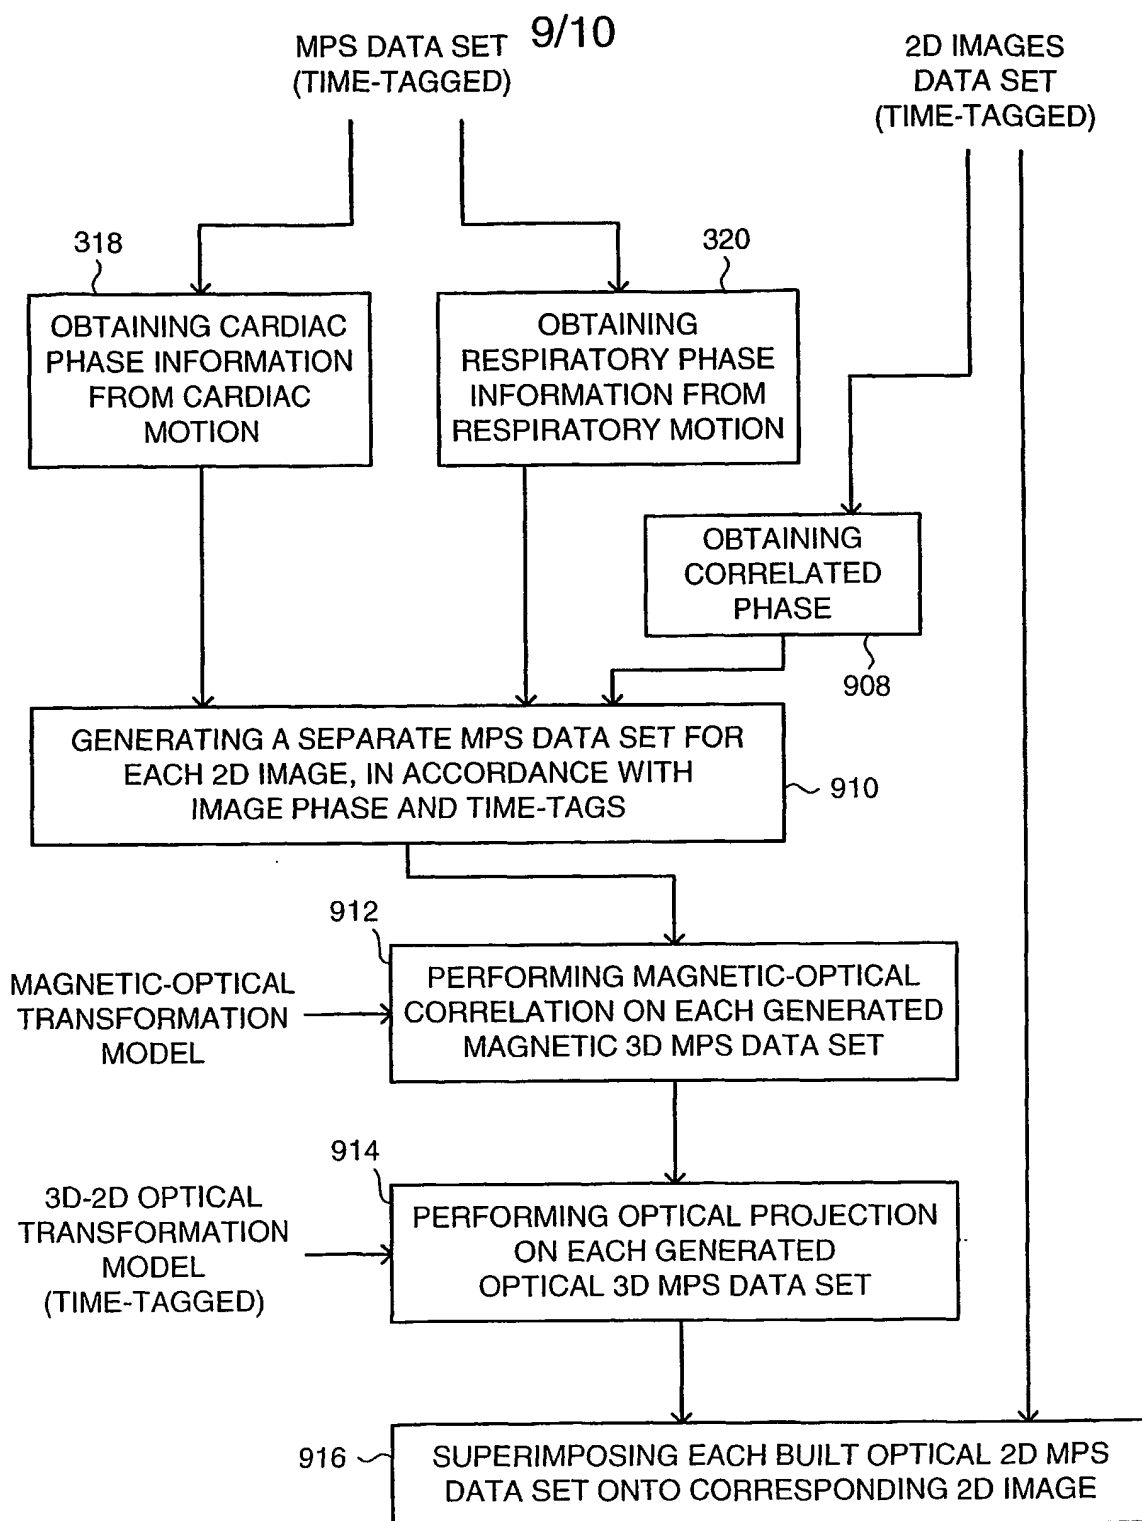 9/10
MPS DATA SET
(TIME-TAGGED)
2D IMAGES
DATA SET
(TIME-TAGGED)
318
OBTAINING CARDIAC
PHASE INFORMATION
FROM CARDIAC
MOTION
320
OBTAINING
RESPIRATORY PHASE
INFORMATION FROM
RESPIRATORY MOTION
OBTAINING
CORRELATED
PHASE
908
GENERATING A SEPARATE MPS DATA SET FOR
EACH 2D IMAGE, IN ACCORDANCE WITH
IMAGE PHASE AND TIME-TAGS
910
912
MAGNETIC-OPTICAL
TRANSFORMATION
MODEL
PERFORMING MAGNETIC-OPTICAL
CORRELATION ON EACH GENERATED
MAGNETIC 3D MPS DATA SET
914
3D-2D OPTICAL
TRANSFORMATION
MODEL
(TIME-TAGGED)
PERFORMING OPTICAL PROJECTION
ON EACH GENERATED
OPTICAL 3D MPS DATA SET
916
SUPERIMPOSING EACH BUILT OPTICAL 2D MPS
DATA SET ONTO CORRESPONDING 2D IMAGE